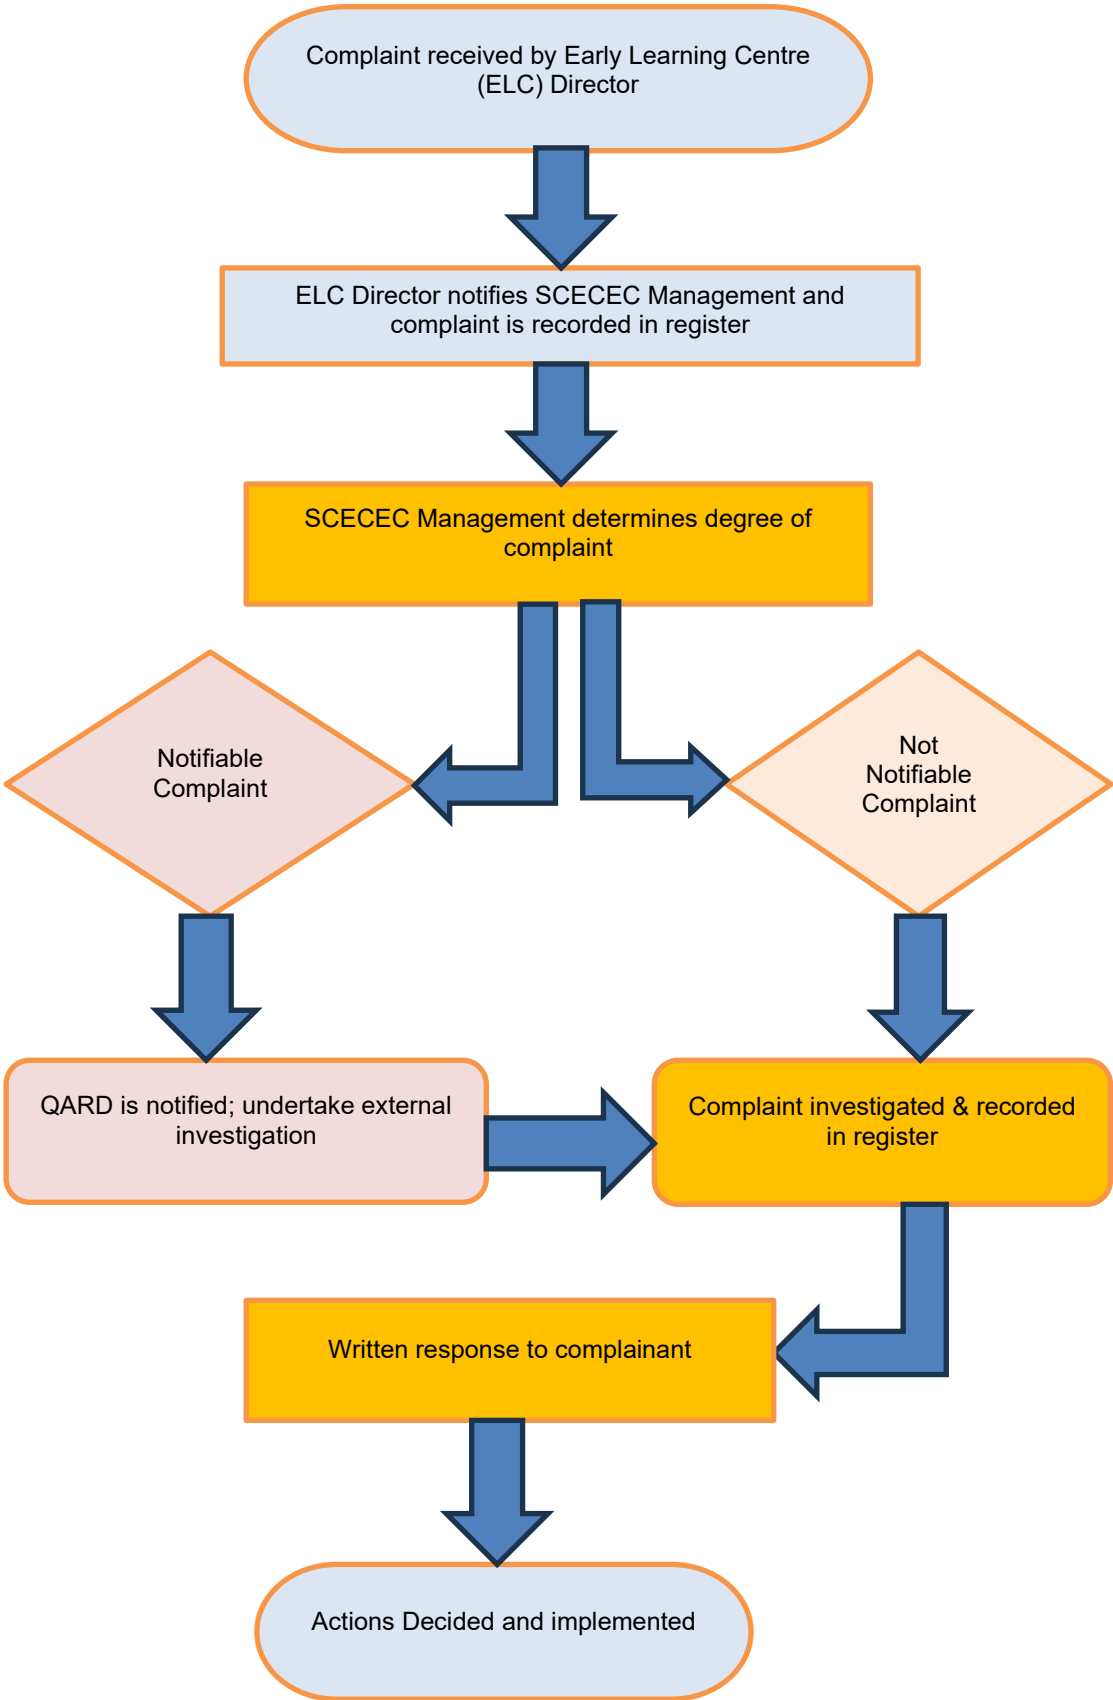 Complaint received by Early Learning Centre
(ELC) Director
ELC Director notifies SCECEC Management and
complaint is recorded in register
SCECEC Management determines degree of
complaint
Notifiable
Complaint
Not
Notifiable
Complaint
QARD is notified; undertake external
investigation
Complaint investigated & recorded
in register
Written response to complainant
Actions Decided and implemented